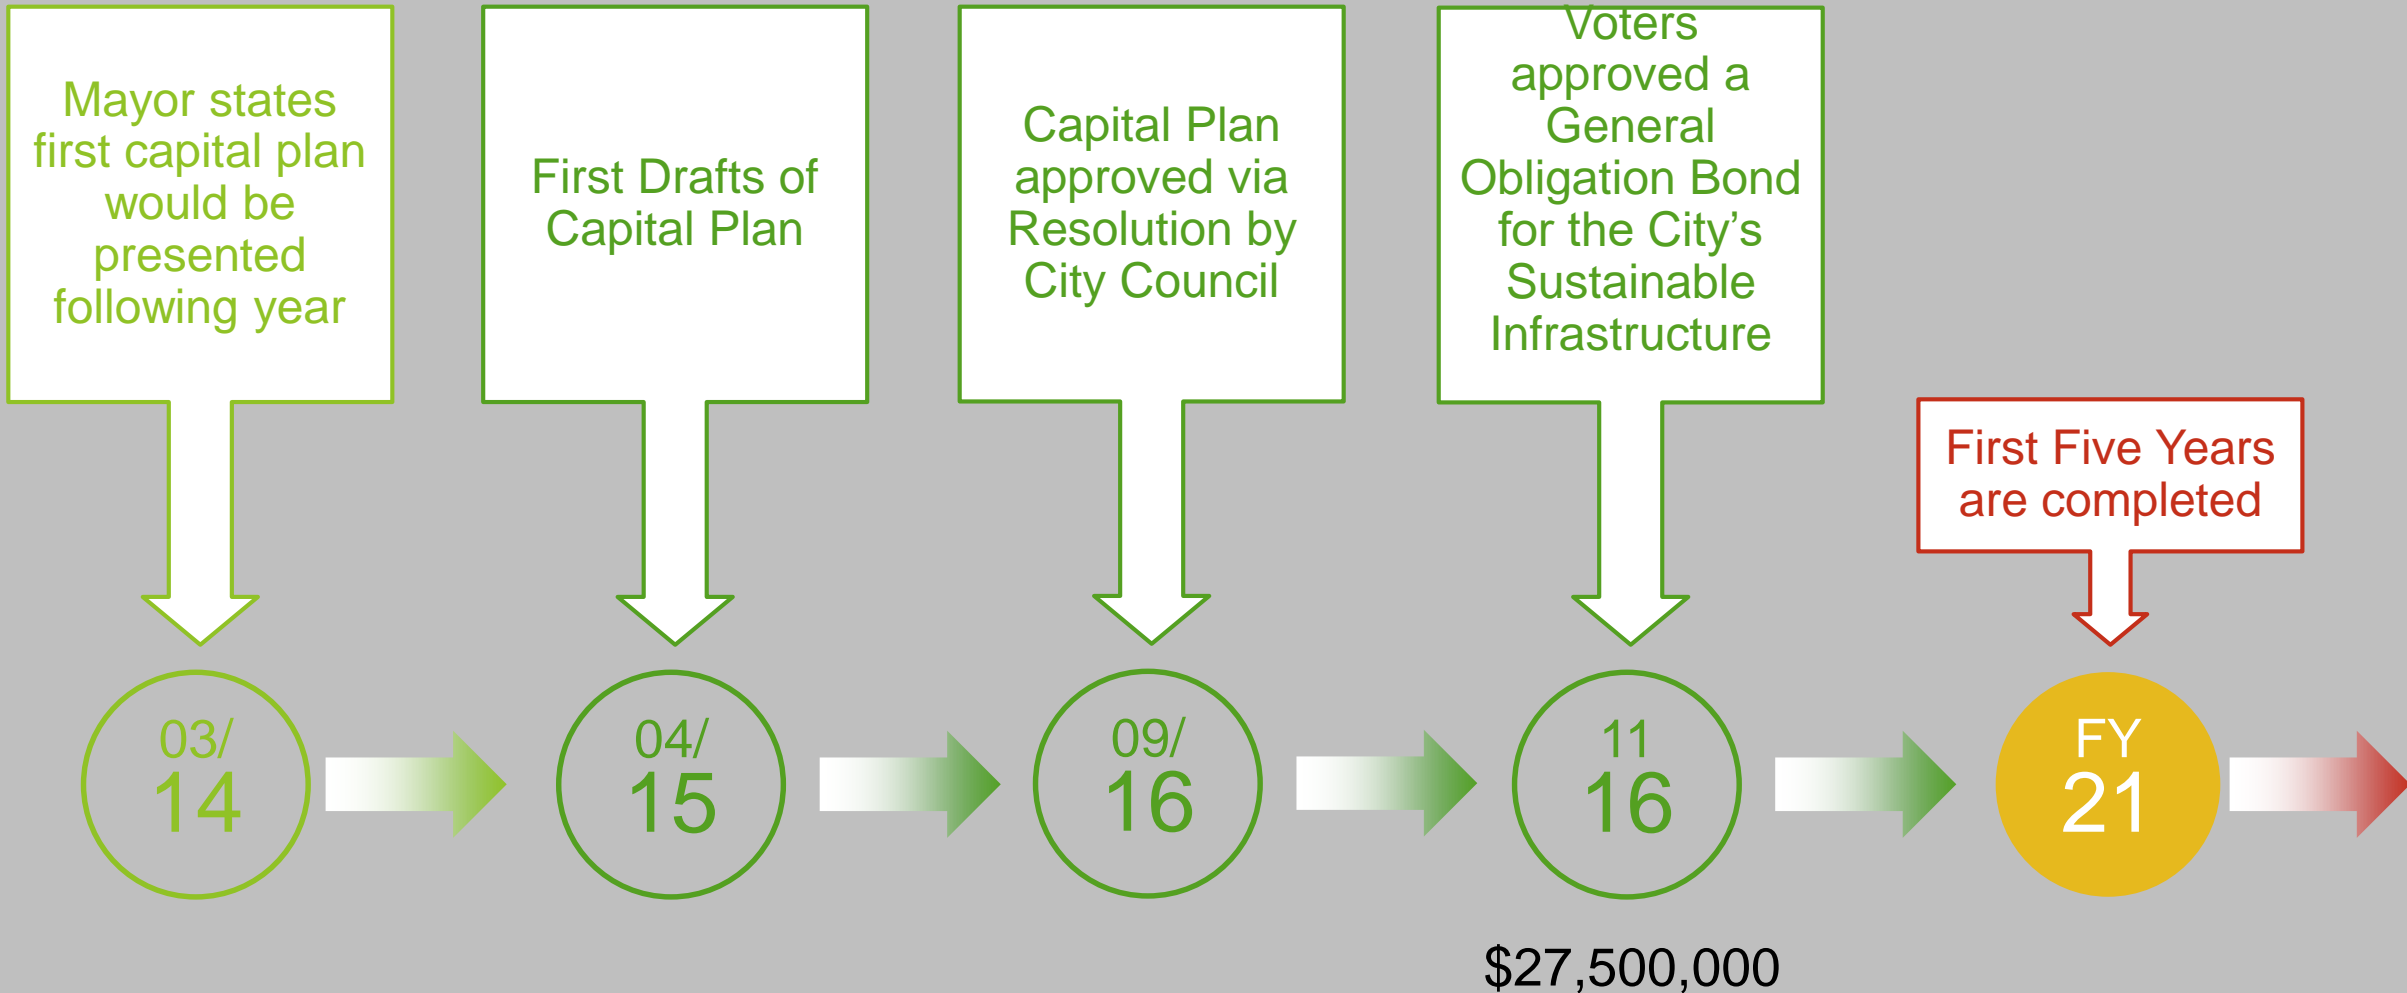 Mayor states
first capital plan
would be
presented
following year
First Drafts of
Capital Plan
Capital Plan
approved via
Resolution by
City Council
Voters
approved a
General
Obligation Bond
for the City’s
Sustainable
Infrastructure
First Five Years
are completed
03/
14
04/
15
09/
16
11
16
FY
21
$27,500,000